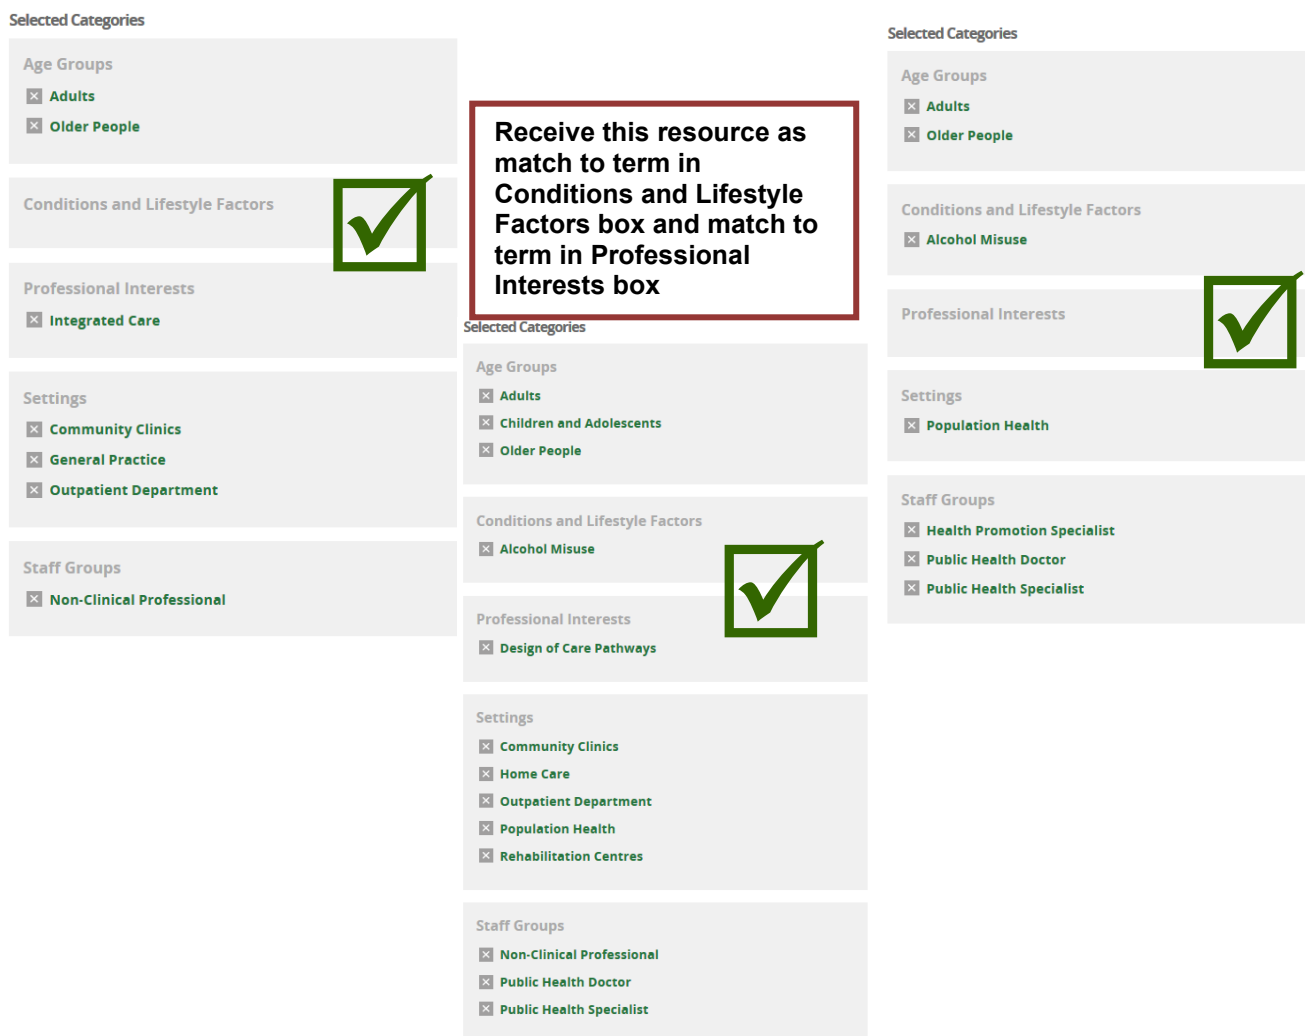 Selected Categories
Age Groups
Adults
Older People
Conditions and Lifestyle Factors
Professional Interests
Integrated Care
Settings
Community Clinics
General Practice
Outpatient Department
Staff Groups
Non-Clinical Professional
Receive this resource as
match to term in
Conditions and Lifestyle
Factors box and match to
term in Professional
Interests box
Selected Categories
Age Groups
Adults
Children and Adolescents
Older People
Conditions and Lifestyle Factors
Alcohol Misuse
Professional Interests
Design of Care Pathways
Settings
Community Clinics
Home Care
Outpatient Department
Population Health
Rehabilitation Centres
Staff Groups
Non-Clinical Professional
Public Health Doctor
Public Health Specialist
Selected Categories
Age Groups
Adults
Older People
Conditions and Lifestyle Factors
Alcohol Misuse
Professional Interests
Settings
Population Health
Staff Groups
Health Promotion Specialist
Public Health Doctor
Public Health Specialist